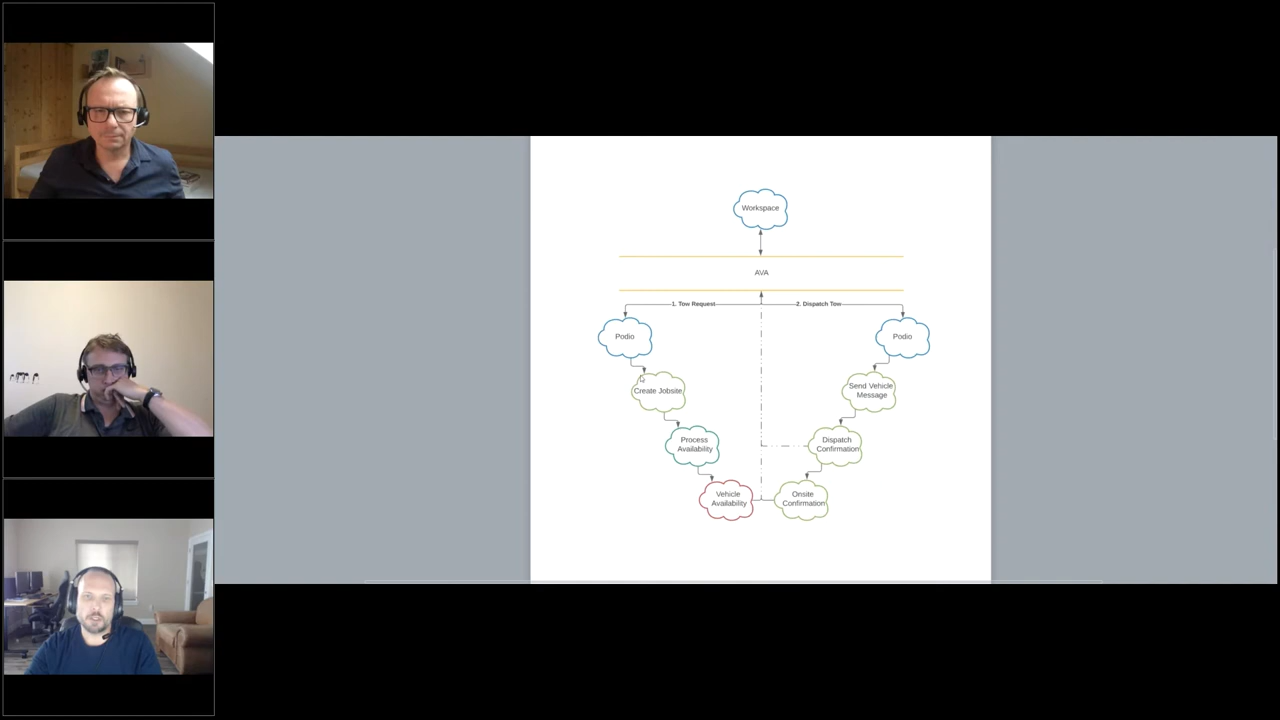 Workspace
AVA
1. Tow Request
2. Dispatch Tow
Podio
Podio
Create Jobsite
Send Vehicle
Message
Process
Availability
Dispatch
Confirmation
Vehicle
Availability
Onsite
Confirmation